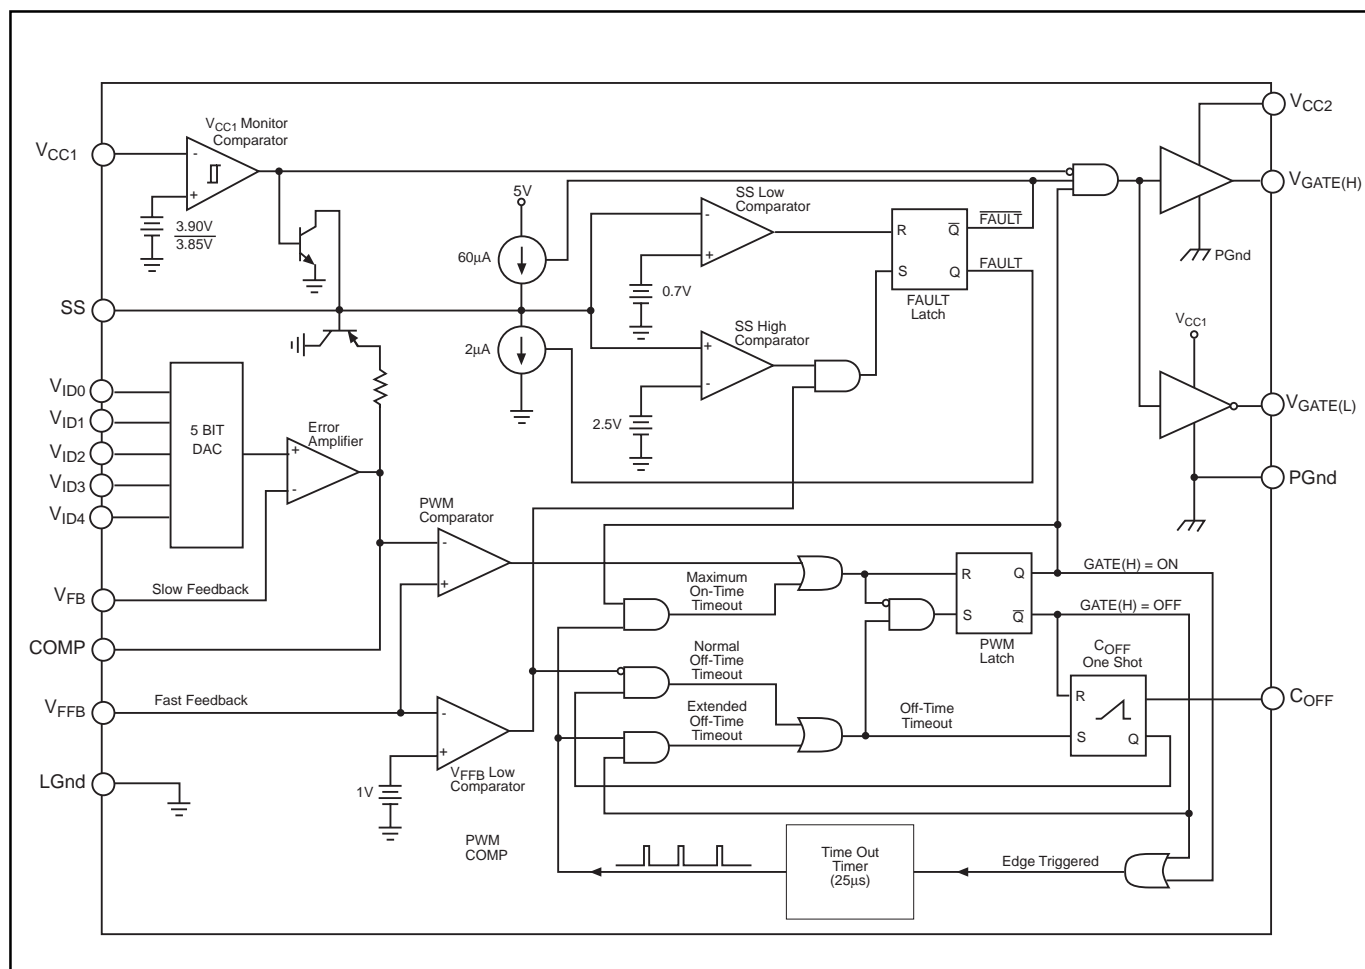 VCC1 Monitor
Comparator
VCC1
-
+
3.90V
3.85V
5V
60µA
SS
2µA
SS Low
Comparator
-
+
0.7V
SS High
Comparator
+
-
2.5V
R
Q
S
Q
FAULT
FAULT
FAULT
Latch
VCC2
VGATE(H)
PGnd
VCC1
VGATE(L)
PGnd
VID0
VID1
VID2
VID3
VID4
5 BIT
DAC
Error
Amplifier
+
-
VFB
Slow Feedback
COMP
VFFB
Fast Feedback
LGnd
PWM
Comparator
-
+
-
+
VFFB Low
Comparator
1V
PWM
COMP
Maximum
On-Time
Timeout
Normal
Off-Time
Timeout
Extended
Off-Time
Timeout
Off-Time
Timeout
R
Q
S
Q
PWM
Latch
GATE(H) = ON
GATE(H) = OFF
COFF
One Shot
R
S
Q
COFF
Time Out
Timer
(25µs)
Edge Triggered